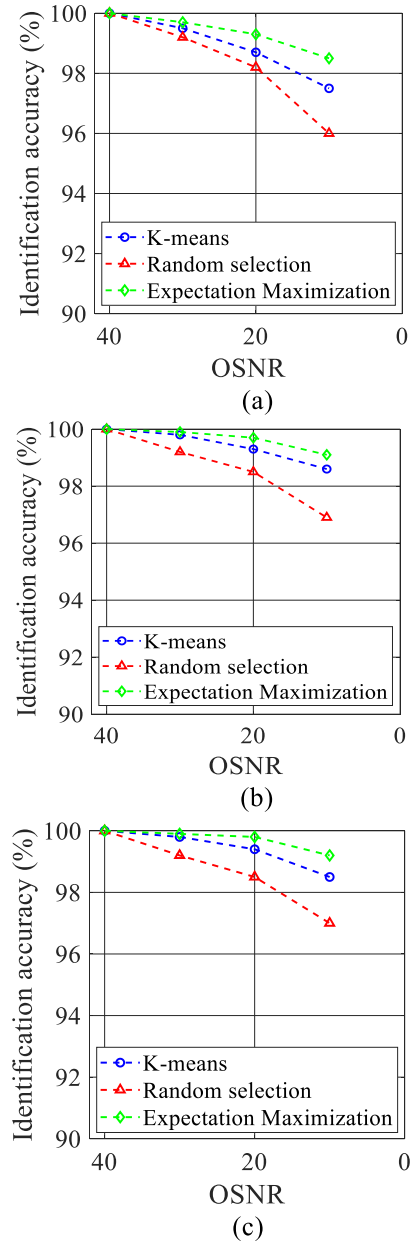 Identification accuracy (%)
100
98
96
94
92
90
K-means
Random selection
Expectation Maximization
40
20
0
OSNR
(a)
Identification accuracy (%)
100
98
96
94
92
90
K-means
Random selection
Expectation Maximization
40
20
0
OSNR
(b)
Identification accuracy (%)
100
98
96
94
92
90
K-means
Random selection
Expectation Maximization
40
20
0
OSNR
(c)